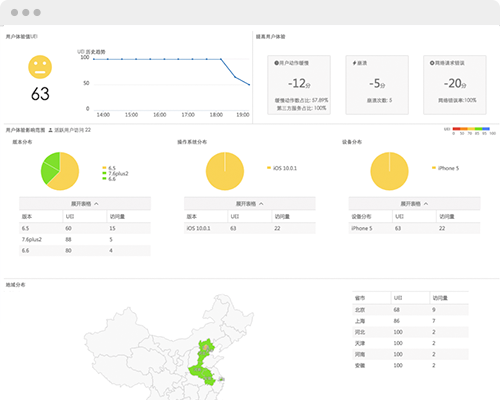 用户体验值UEI
UEI 历史趋势
100
50
0
14:00 15:00 16:00 17:00 18:00 19:00
63
提高用户体验
用户动作缓慢
-12分
缓慢动作数占比: 57.89%
第三方服务占比: 100%
崩溃
-5分
崩溃次数: 5
网络请求错误
-20分
网络错误率: 100%
用户体验影响范围 活跃用户访问 22
UEI 0 100
版本分布
6.5
7.6plus2
6.6
展开表格
版本 UEI 访问量
6.5 60 15
7.6plus2 88 5
6.6 80 4
操作系统分布
iOS 10.0.1
展开表格
版本 UEI 访问量
iOS 10.0.1 63 22
设备分布
iPhone 5
展开表格
设备分布 UEI 访问量
iPhone 5 63 22
地域分布
省市 UEI 访问量
北京 68 9
上海 86 7
河北 100 2
天津 100 2
河南 100 2
安徽 100 2